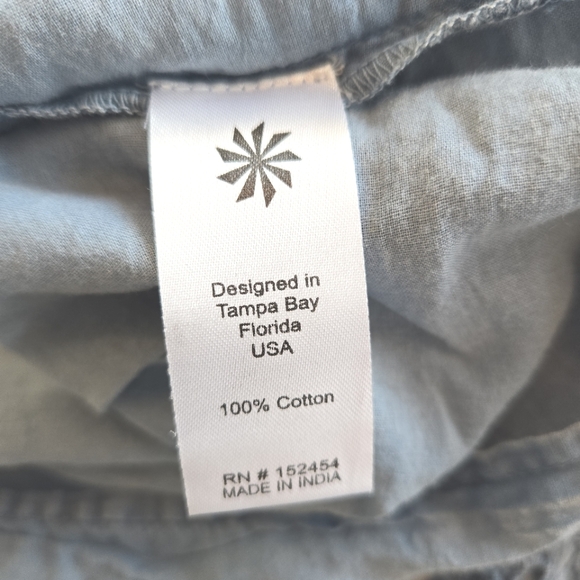 Designed in
Tampa Bay
Florida
USA
100% Cotton
RN # 152454
MADE IN INDIA